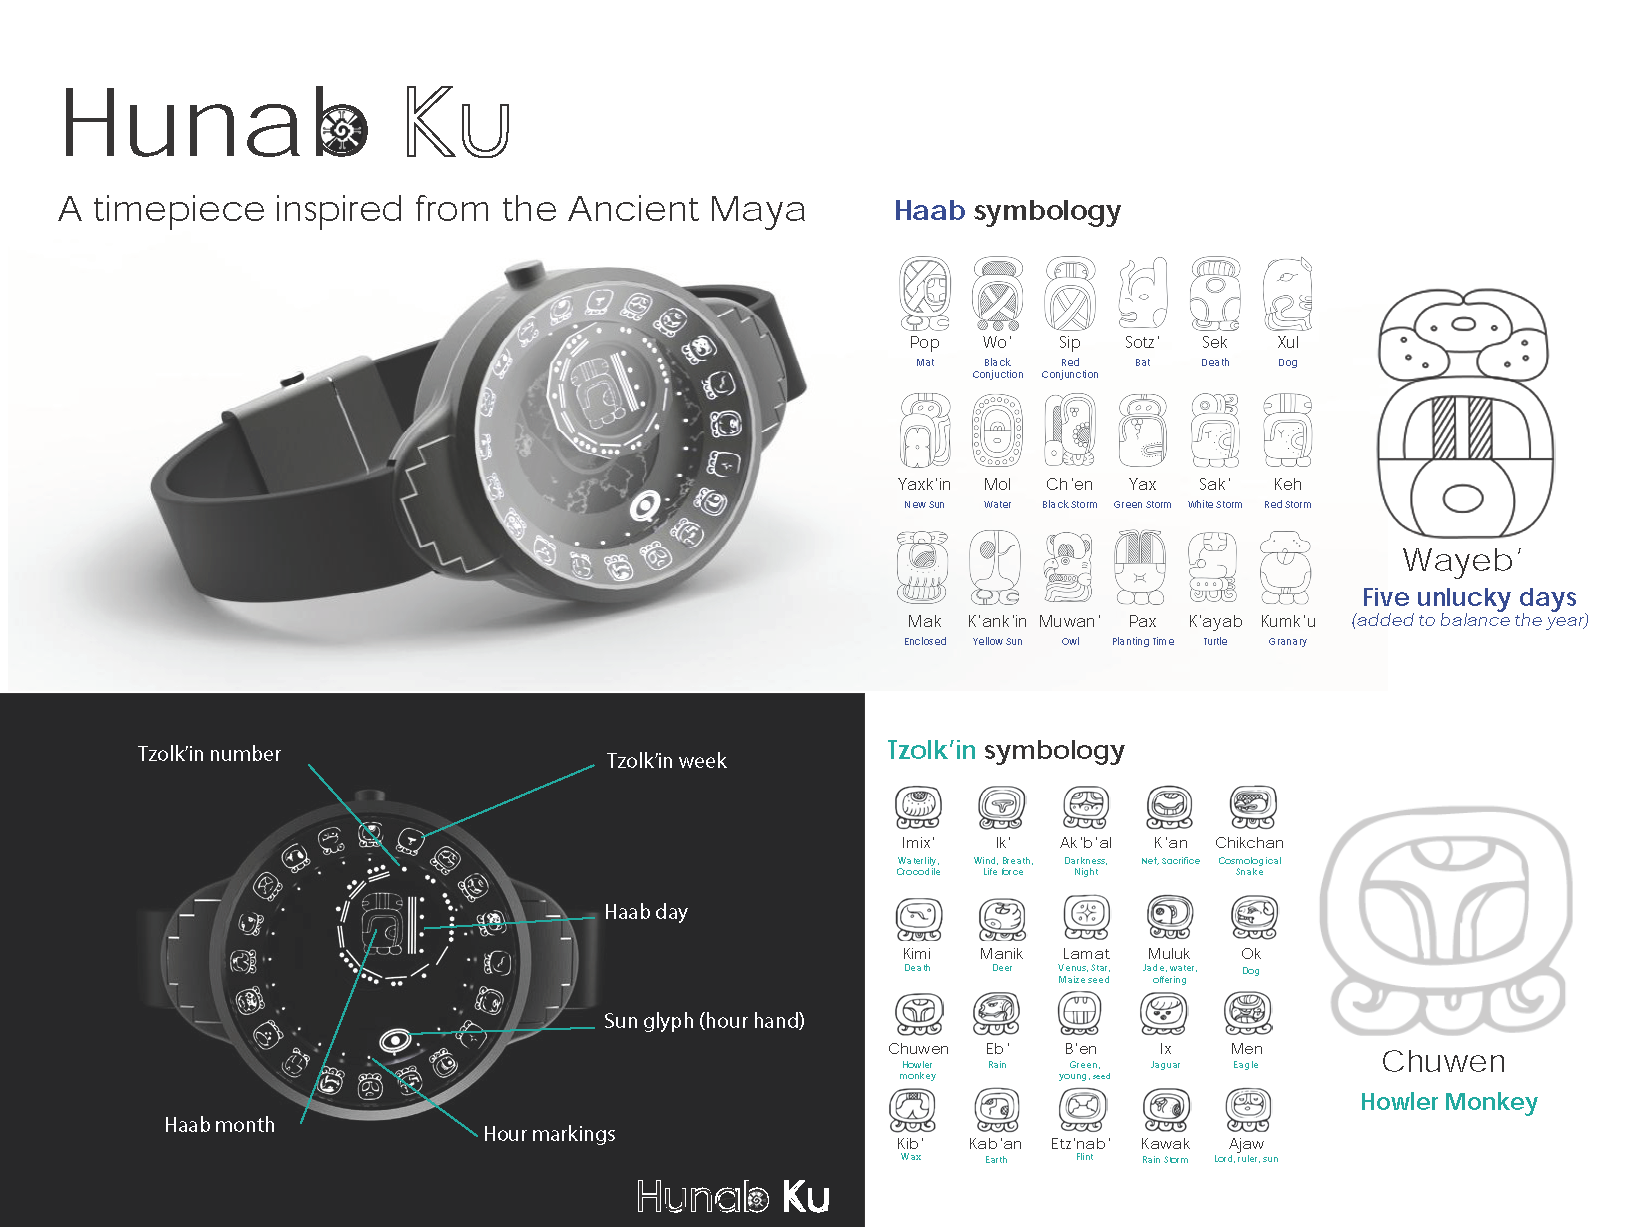 Hunab Ku
A timepiece inspired from the Ancient Maya
Haab symbology
Pop
Wo'
Sip
Sotz'
Sek
Xul
Mat
Black
Conjuction
Red
Conjunction
Bat
Death
Dog
Yaxk'in
Mol
Ch'en
Yax
Sak'
Keh
New Sun
Water
Black Storm
Green Storm
White Storm
Red Storm
Mak
K'ank'in
Muwan'
Pax
K'ayab
Kumk'u
Enclosed
Yellow Sun
Owl
Planting Time
Turtle
Granary
Wayeb'
Five unlucky days
(added to balance the year)
Tzolk'in number
Tzolk'in week
Haab day
Sun glyph (hour hand)
Haab month
Hour markings
Hunab Ku
Tzolk'in symbology
Imix'
Ik'
Ak'b'al
K'an
Chikchan
Waterlily,
Crocodile
Wind, Breath,
Life force
Darkness,
Night
Net, sacrifice
Cosmological
Snake
Kimi
Manik
Lamat
Muluk
Ok
Death
Deer
Venus, Star,
Maize seed
Jade, water,
offering
Dog
Chuwen
Eb'
B'en
Ix
Men
Howler
monkey
Rain
Green,
young, seed
Jaguar
Eagle
Kib'
Kab'an
Etz'nab'
Kawak
Ajaw
Wax
Earth
Flint
Rain Storm
Lord, ruler, sun
Chuwen
Howler Monkey